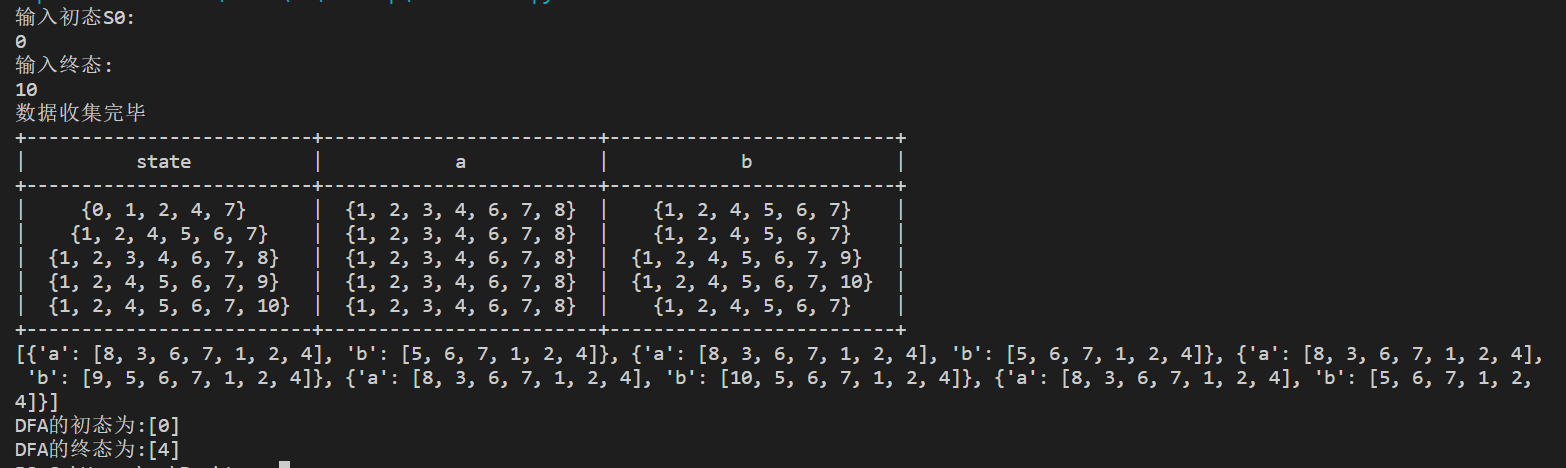 输入初态S0:
0
输入终态:
10
数据收集完毕
+--------------------------+-------------------------+--------------------------+
|          state           |            a            |            b             |
+--------------------------+-------------------------+--------------------------+
|     {0, 1, 2, 4, 7}      |  {1, 2, 3, 4, 6, 7, 8}  |    {1, 2, 4, 5, 6, 7}    |
|    {1, 2, 4, 5, 6, 7}    |  {1, 2, 3, 4, 6, 7, 8}  |    {1, 2, 4, 5, 6, 7}    |
|  {1, 2, 3, 4, 6, 7, 8}   |  {1, 2, 3, 4, 6, 7, 8}  |  {1, 2, 4, 5, 6, 7, 9}   |
|  {1, 2, 4, 5, 6, 7, 9}   |  {1, 2, 3, 4, 6, 7, 8}  |  {1, 2, 4, 5, 6, 7, 10}  |
|  {1, 2, 4, 5, 6, 7, 10}  |  {1, 2, 3, 4, 6, 7, 8}  |    {1, 2, 4, 5, 6, 7}    |
+--------------------------+-------------------------+--------------------------+
[{'a': [8, 3, 6, 7, 1, 2, 4], 'b': [5, 6, 7, 1, 2, 4]}, {'a': [8, 3, 6, 7, 1, 2, 4], 'b': [5, 6, 7, 1, 2, 4]}, {'a': [8, 3, 6, 7, 1, 2, 4],
 'b': [9, 5, 6, 7, 1, 2, 4]}, {'a': [8, 3, 6, 7, 1, 2, 4], 'b': [10, 5, 6, 7, 1, 2, 4]}, {'a': [8, 3, 6, 7, 1, 2, 4], 'b': [5, 6, 7, 1, 2,
4]}]
DFA的初态为:[0]
DFA的终态为:[4]